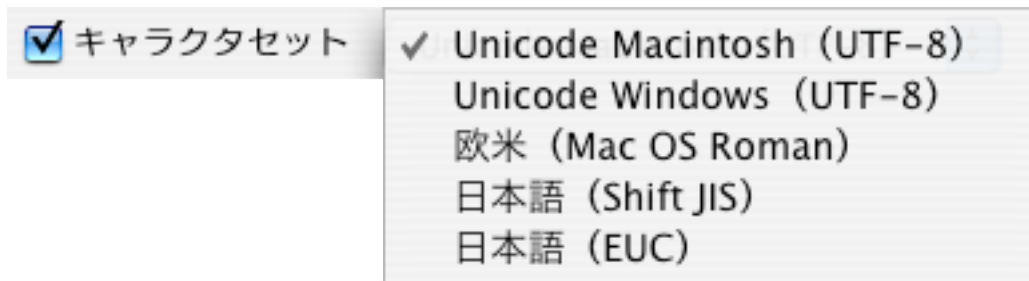 キャラクタセット
Unicode Macintosh（UTF-8）
Unicode Windows（UTF-8）
欧米（Mac OS Roman）
日本語（Shift JIS）
日本語（EUC）